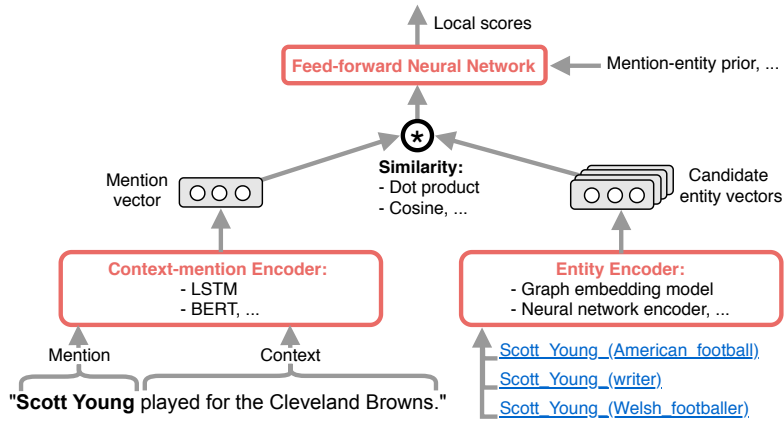 Local scores
Feed-forward Neural Network
Mention-entity prior, ...
*
Similarity:
- Dot product
- Cosine, ...
Mention
vector
Candidate
entity vectors
Context-mention Encoder:
- LSTM
- BERT, ...
Entity Encoder:
- Graph embedding model
- Neural network encoder, ...
Mention
Context
"Scott Young played for the Cleveland Browns."
Scott_Young_(American_football)
Scott_Young_(writer)
Scott_Young_(Welsh_footballer)